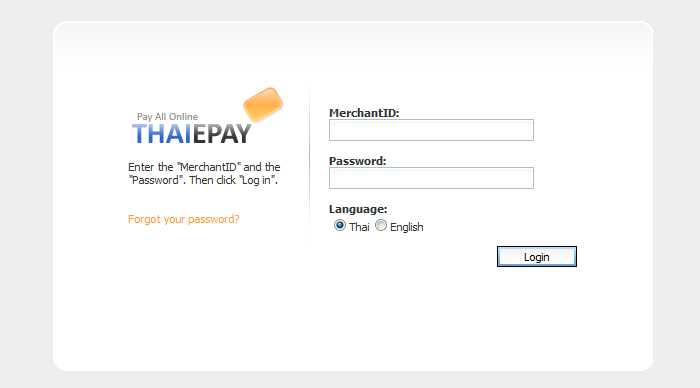 Pay All Online
THAIEPAY
Enter the "MerchantID" and the
"Password". Then click "Log in".
Forgot your password?
MerchantID:
Password:
Language:
Thai English
Login